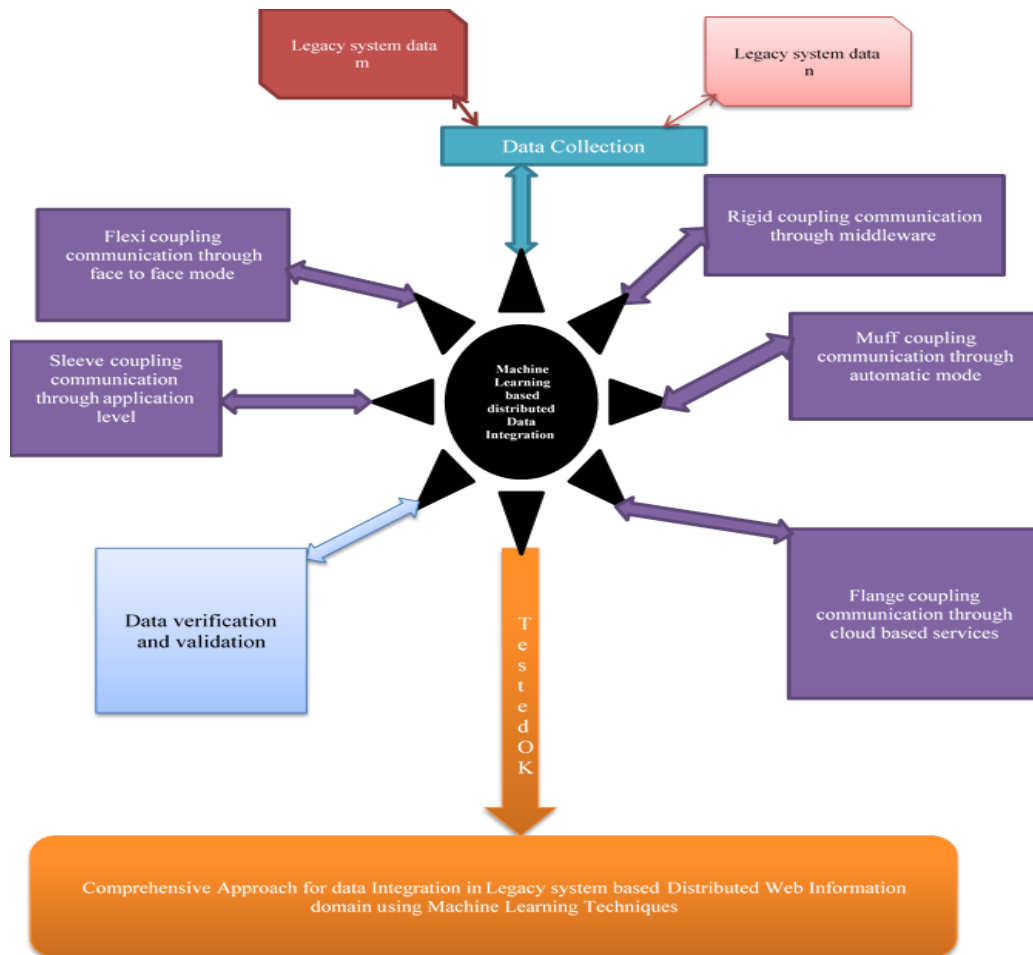 Legacy system data
m
Legacy system data
n
Data Collection
Flexi coupling
communication through
face to face mode
Rigid coupling communication
through middleware
Sleeve coupling
communication
through application
level
Machine
Learning
based
distributed
Data
Integration
Muff coupling
communication through
automatic mode
Data verification
and validation
Flange coupling
communication through
cloud based services
T
e
s
t
e
d
O
K
Comprehensive Approach for data Integration in Legacy system based Distributed Web Information
domain using Machine Learning Techniques